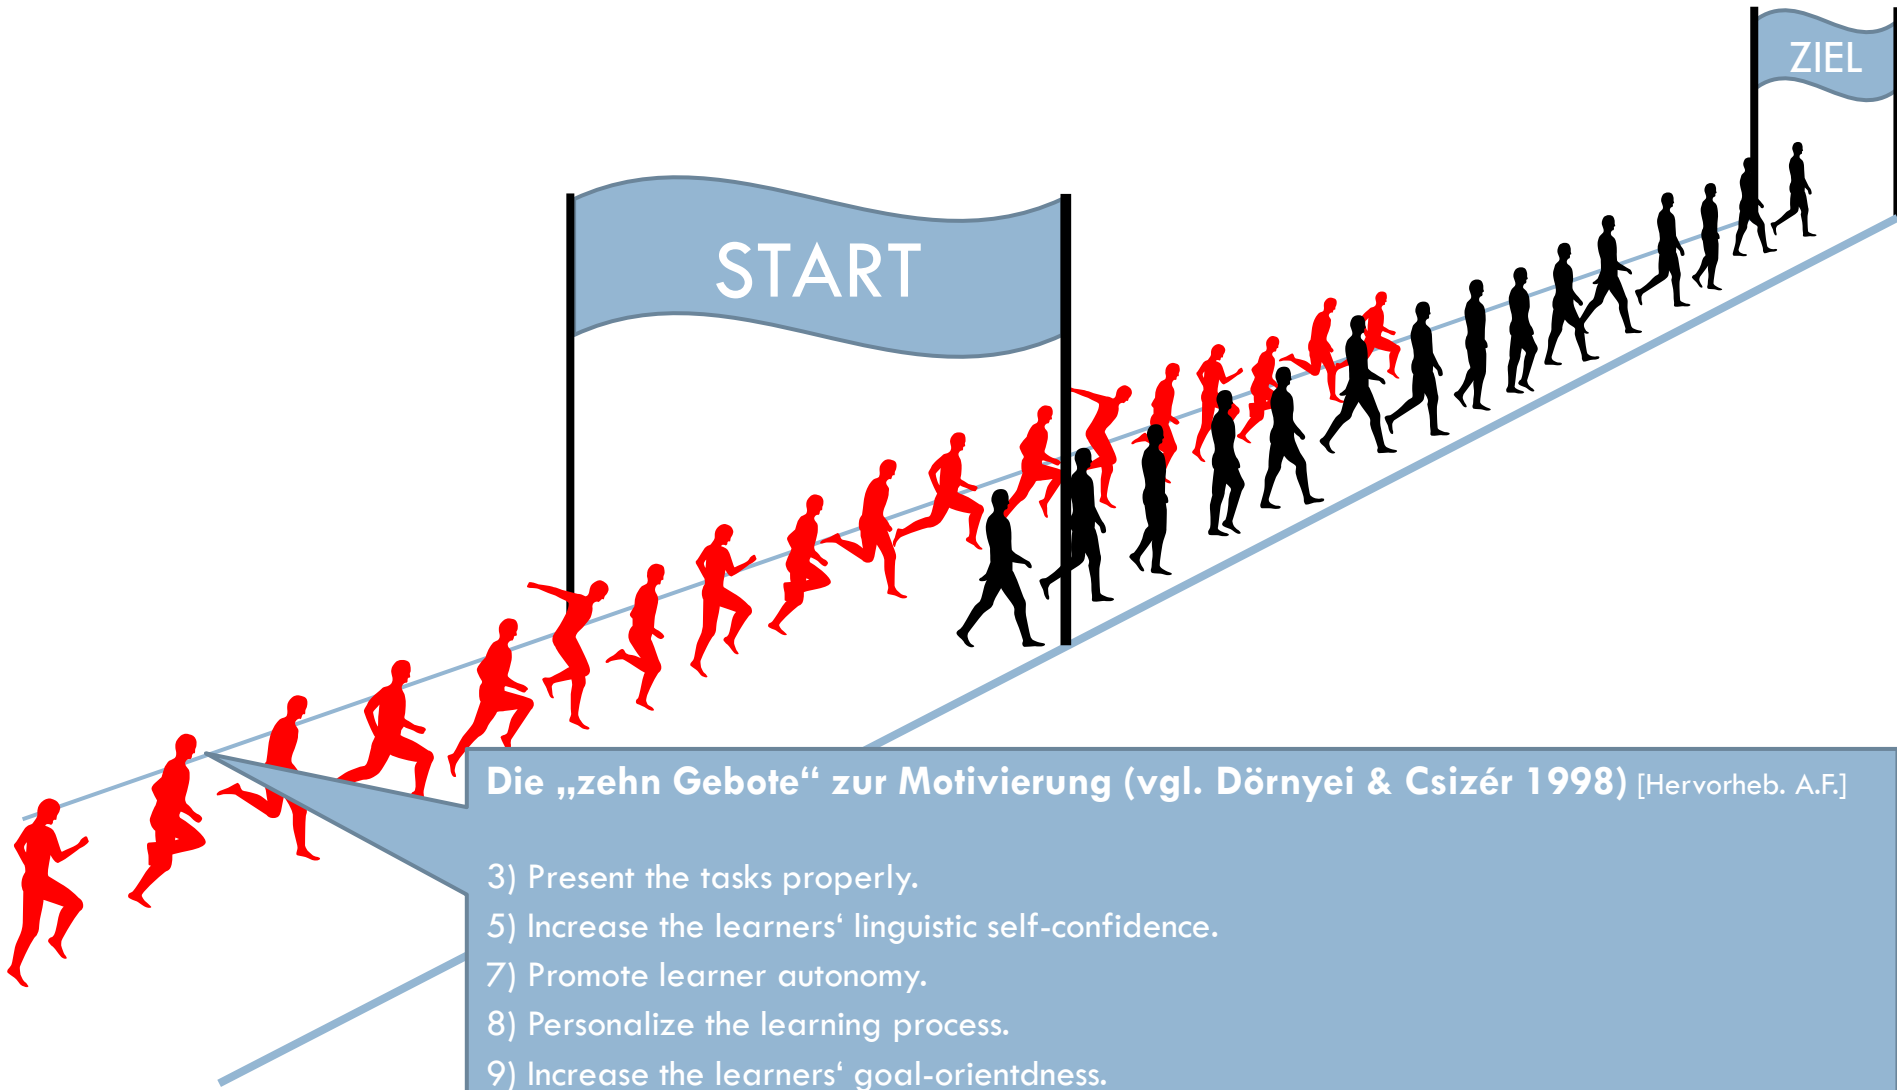 ZIEL
START
Die „zehn Gebote“ zur Motivierung (vgl. Dörnyei & Csizér 1998) [Hervorheb. A.F.]
3) Present the tasks properly.
5) Increase the learners‘ linguistic self-confidence.
7) Promote learner autonomy.
8) Personalize the learning process.
9) Increase the learners‘ goal-orientdness.